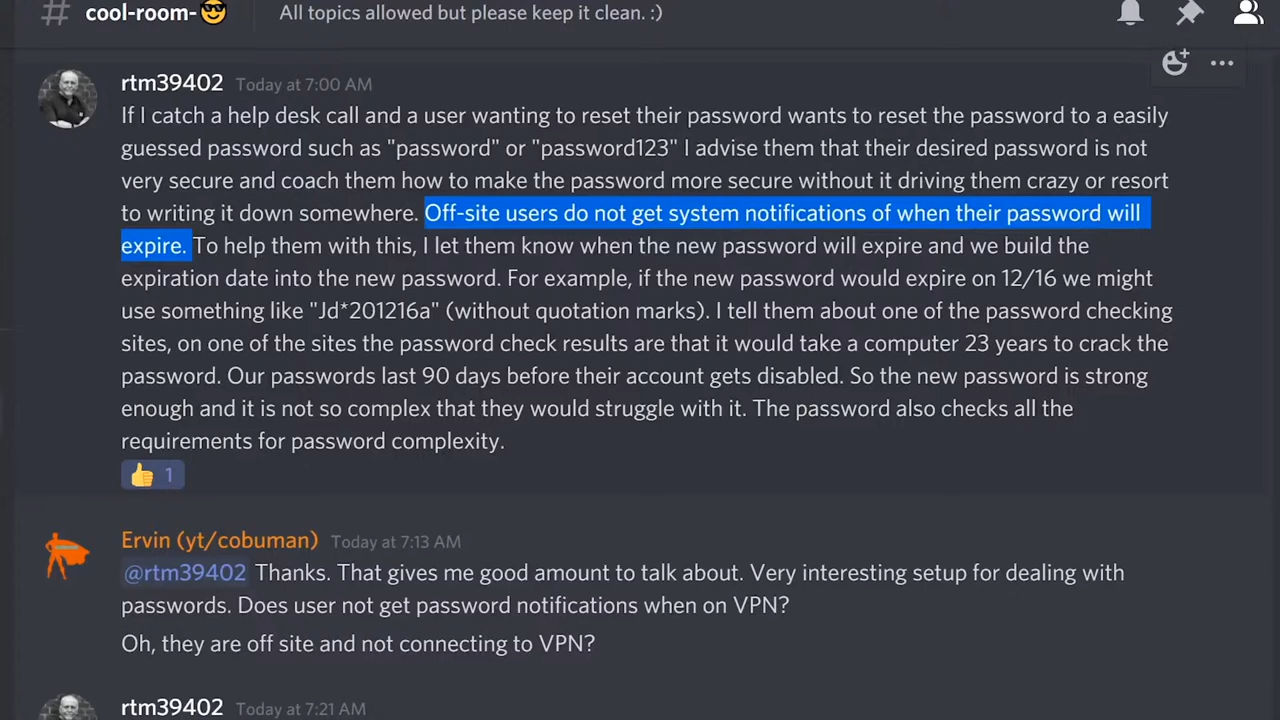 # cool-room-😎
All topics allowed but please keep it clean. :)
rtm39402 Today at 7:00 AM
If I catch a help desk call and a user wanting to reset their password wants to reset the password to a easily
guessed password such as "password" or "password123" I advise them that their desired password is not
very secure and coach them how to make the password more secure without it driving them crazy or resort
to writing it down somewhere. Off-site users do not get system notifications of when their password will
expire. To help them with this, I let them know when the new password will expire and we build the
expiration date into the new password. For example, if the new password would expire on 12/16 we might
use something like "Jd*201216a" (without quotation marks). I tell them about one of the password checking
sites, on one of the sites the password check results are that it would take a computer 23 years to crack the
password. Our passwords last 90 days before their account gets disabled. So the new password is strong
enough and it is not so complex that they would struggle with it. The password also checks all the
requirements for password complexity.
👍 1
Ervin (yt/cobuman) Today at 7:13 AM
@rtm39402 Thanks. That gives me good amount to talk about. Very interesting setup for dealing with
passwords. Does user not get password notifications when on VPN?
Oh, they are off site and not connecting to VPN?
rtm39402 Today at 7:21 AM